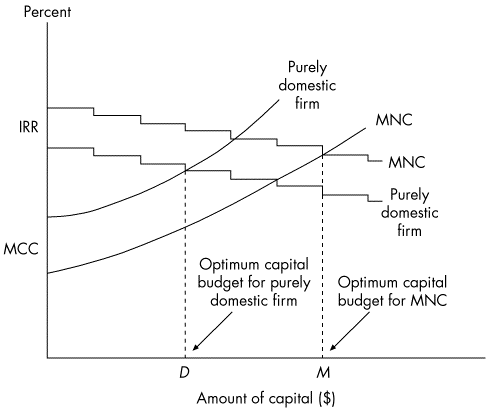 Percent
Purely
domestic
firm
MNC
IRR
MNC
Purely
domestic
firm
MCC
Optimum capital
budget for purely
domestic firm
Optimum capital
budget for MNC
D
M
Amount of capital ($)